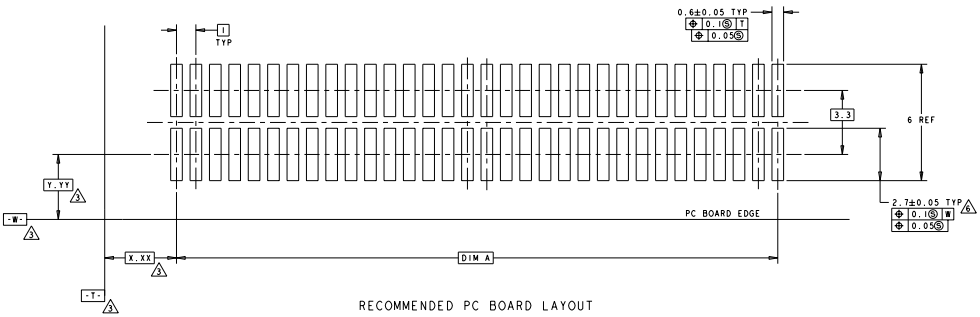 0.6±0.05 TYP
⌖ 0.1Ⓢ T
⌖ 0.05Ⓢ
1
TYP
3.3
6 REF
Y.YY
3
2.7±0.05 TYP
6
⌖ 0.1Ⓢ W
⌖ 0.05Ⓢ
-W-
3
PC BOARD EDGE
X.XX
3
DIM A
-T-
3
RECOMMENDED PC BOARD LAYOUT